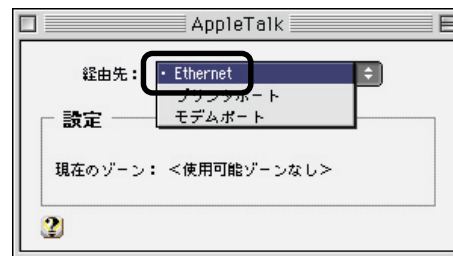 AppleTalk
経由先： • Ethernet
プリンタポート
モデムポート
設定
現在のゾーン： ＜使用可能ゾーンなし＞